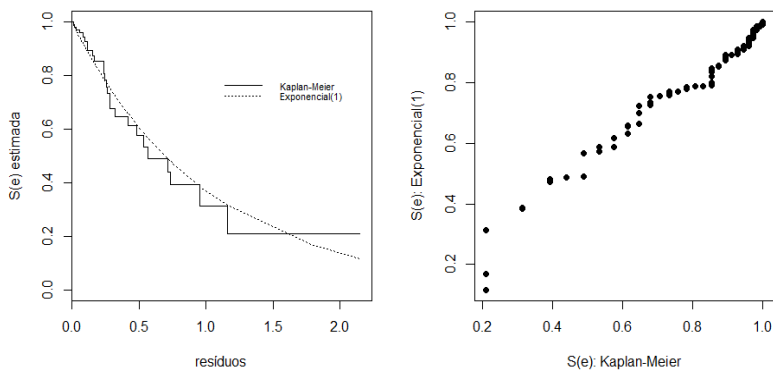 S(e) estimada
1.0
0.8
0.6
0.4
0.2
0.0
Kaplan-Meier
Exponencial(1)
0.0 0.5 1.0 1.5 2.0
resíduos
S(e): Exponencial(1)
1.0
0.8
0.6
0.4
0.2
0.2 0.4 0.6 0.8 1.0
S(e): Kaplan-Meier